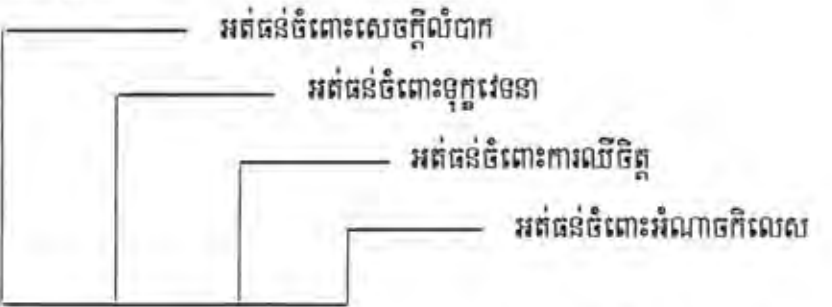 អត់ធន់ចំពោះសេចក្តីលំបាក
អត់ធន់ចំពោះទុក្ខវេទនា
អត់ធន់ចំពោះការឈឺចិត្ត
អត់ធន់ចំពោះអំណាចកិលេស